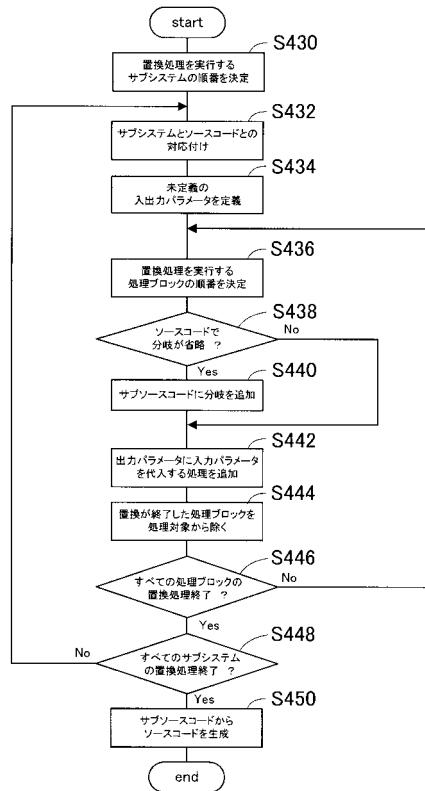 start
S430
置換処理を実行する
サブシステムの順番を決定
S432
サブシステムとソースコードとの
対応付け
S434
未定義の
入出力パラメータを定義
S436
置換処理を実行する
処理ブロックの順番を決定
S438
ソースコードで
分岐が省略 ?
No
Yes
S440
サブソースコードに分岐を追加
S442
出力パラメータに入力パラメータ
を代入する処理を追加
S444
置換が終了した処理ブロックを
処理対象から除く
S446
すべての処理ブロックの
置換処理終了 ?
No
Yes
S448
すべてのサブシステム
の置換処理終了 ?
No
Yes
S450
サブソースコードから
ソースコードを生成
end